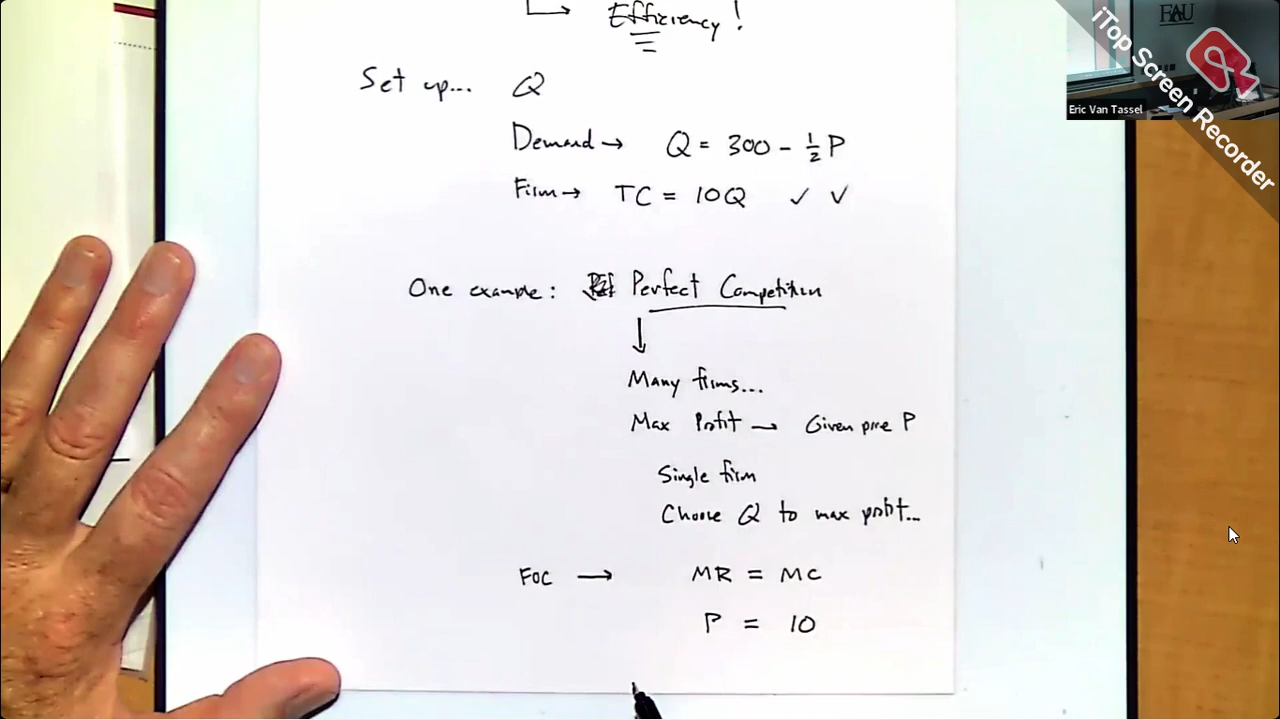 Efficiency!
Set up... Q
Demand → Q = 300 - ½ P
Firm → TC = 10Q ✓ ✓
One example: Perfect Competition
Many firms...
Max Profit → Given price P
Single firm
Choose Q to max profit...
FOC → MR = MC
P = 10
FAU
Eric Van Tassel
iTop Screen Recorder